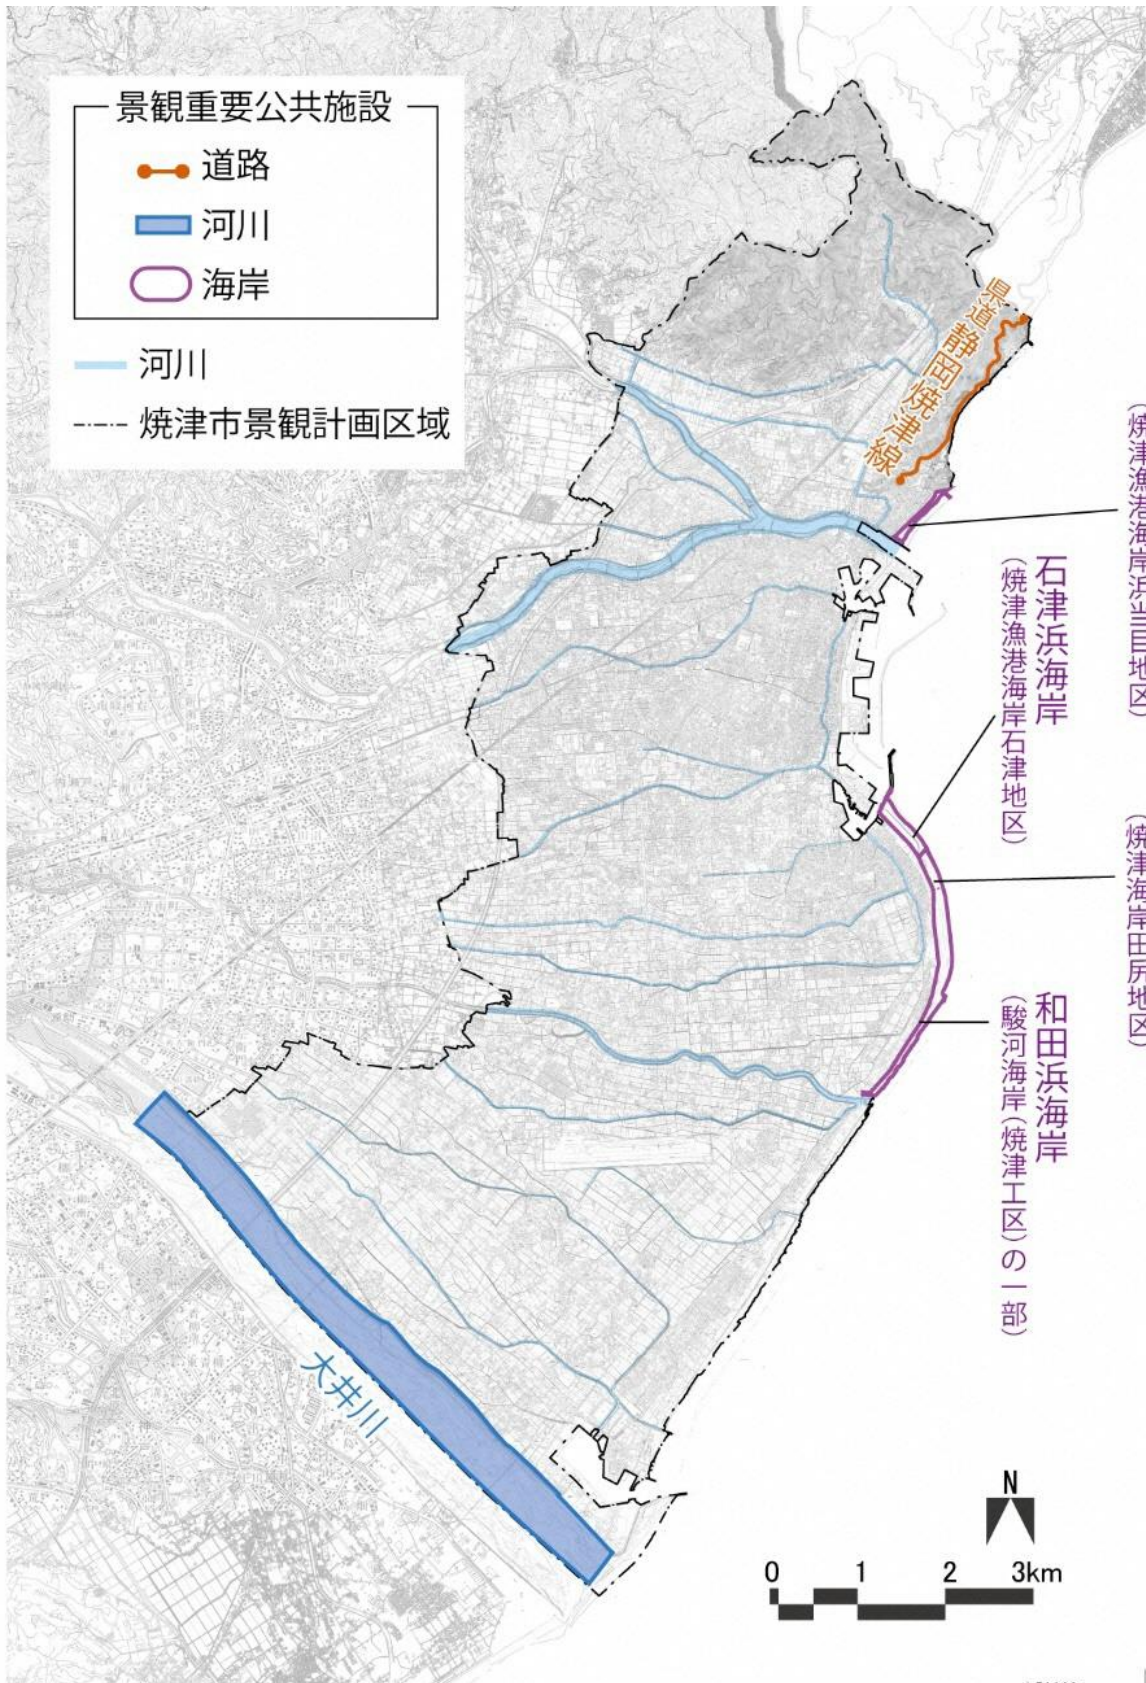 景観重要公共施設
道路
河川
海岸
河川
焼津市景観計画区域
県道静岡焼津線
(焼津漁港海岸浜当目地区)
石津浜海岸
(焼津漁港海岸石津地区)
(焼津海岸田尻地区)
和田浜海岸
(駿河海岸(焼津工区)の一部)
大井川
N
0 1 2 3km